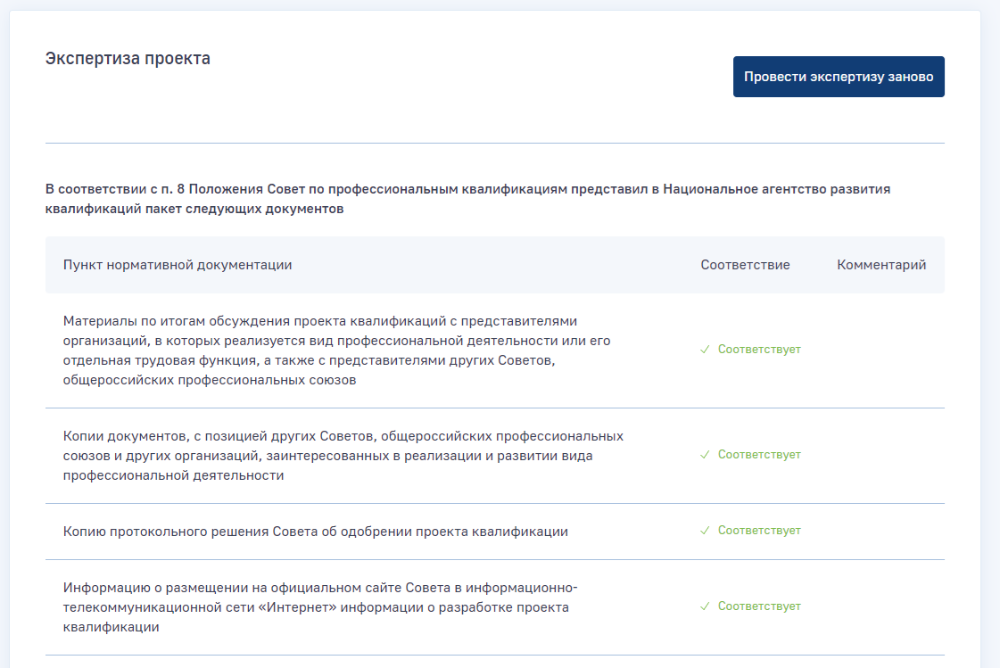 Экспертиза проекта
Провести экспертизу заново
В соответствии с п. 8 Положения Совет по профессиональным квалификациям представил в Национальное агентство развития
квалификаций пакет следующих документов
Пункт нормативной документации
Соответствие
Комментарий
Материалы по итогам обсуждения проекта квалификаций с представителями
организаций, в которых реализуется вид профессиональной деятельности или его
отдельная трудовая функция, а также с представителями других Советов,
общероссийских профессиональных союзов
Соответствует
Копии документов, с позицией других Советов, общероссийских профессиональных
союзов и других организаций, заинтересованных в реализации и развитии вида
профессиональной деятельности
Соответствует
Копию протокольного решения Совета об одобрении проекта квалификации
Соответствует
Информацию о размещении на официальном сайте Совета в информационно-
телекоммуникационной сети «Интернет» информации о разработке проекта
квалификации
Соответствует